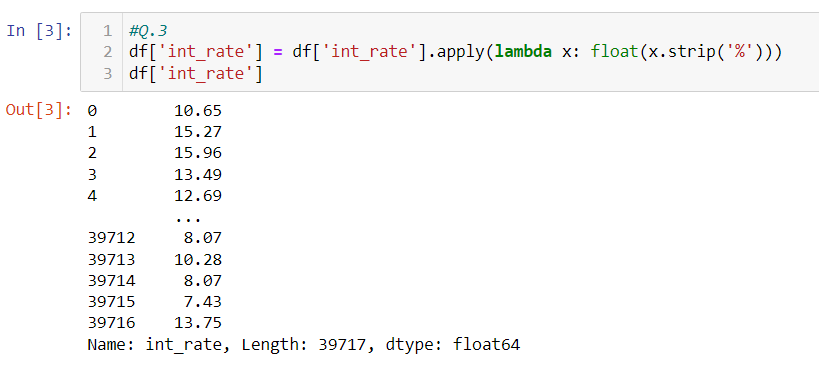 In [3]: 1 #Q.3
2 df['int_rate'] = df['int_rate'].apply(lambda x: float(x.strip('%')))
3 df['int_rate']
Out[3]: 0 10.65
1 15.27
2 15.96
3 13.49
4 12.69
...
39712 8.07
39713 10.28
39714 8.07
39715 7.43
39716 13.75
Name: int_rate, Length: 39717, dtype: float64